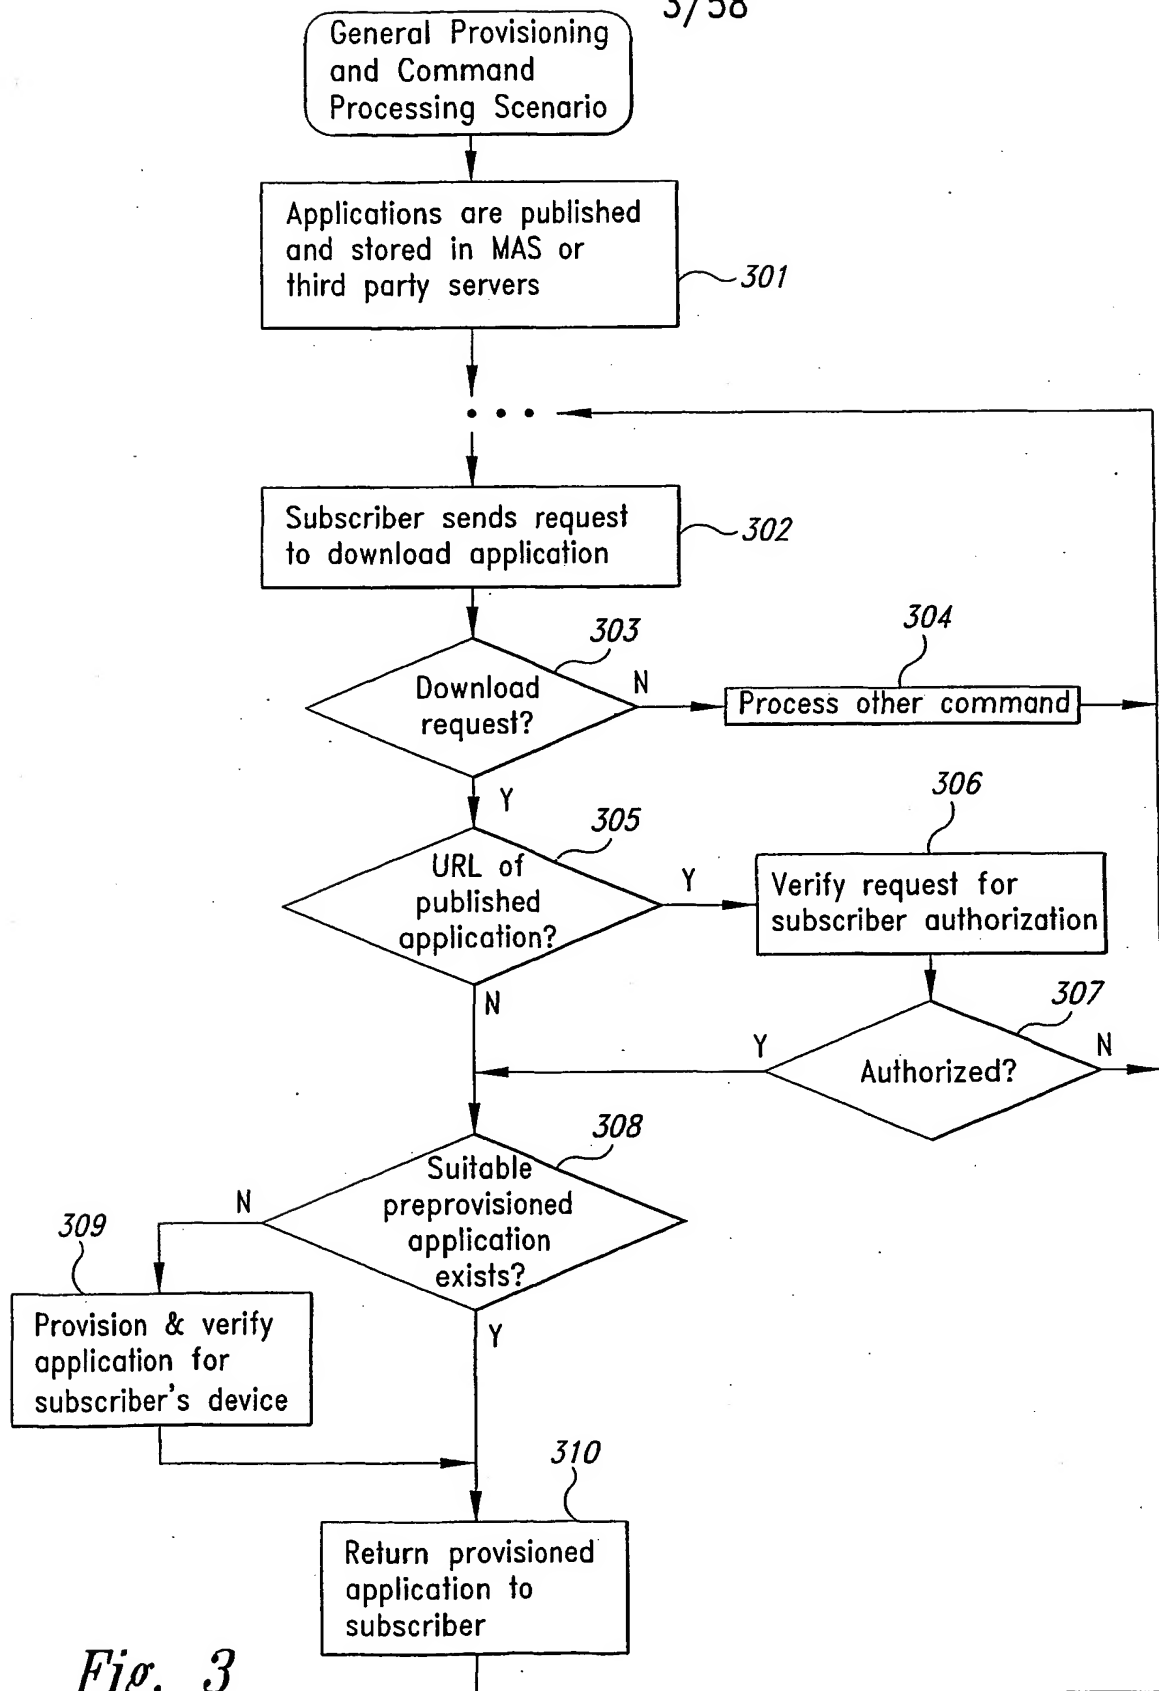 3/58
General Provisioning
and Command
Processing Scenario
Applications are published
and stored in MAS or
third party servers
301
Subscriber sends request
to download application
302
303
304
Download
request?
N
Process other command
Y
305
306
URL of
published
application?
Y
Verify request for
subscriber authorization
N
307
Y
Authorized?
N
308
Suitable
preprovisioned
application
exists?
N
309
Provision & verify
application for
subscriber's device
Y
310
Return provisioned
application to
subscriber
Fig. 3